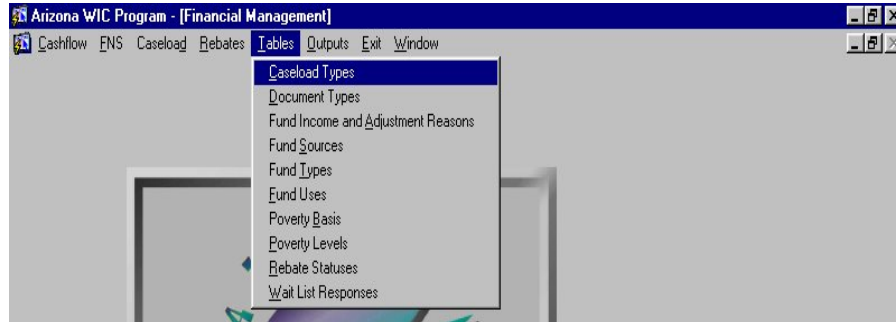 Arizona WIC Program - [Financial Management]
Cashflow FNS Caseload Rebates Tables Outputs Exit Window
Caseload Types
Document Types
Fund Income and Adjustment Reasons
Fund Sources
Fund Types
Fund Uses
Poverty Basis
Poverty Levels
Rebate Statuses
Wait List Responses